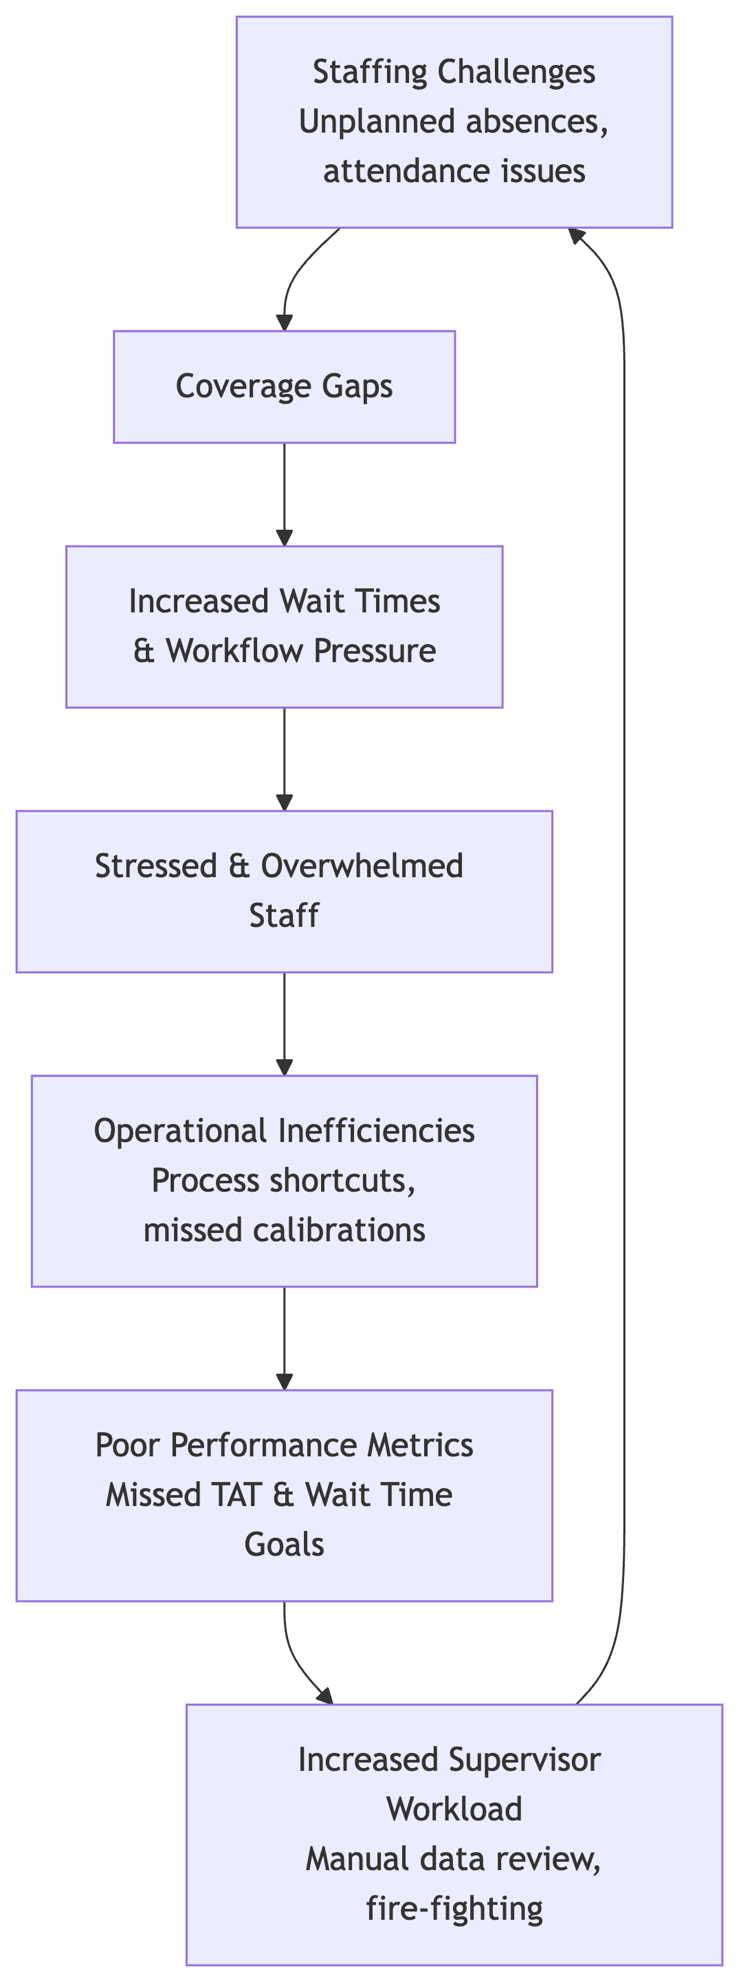 Staffing Challenges
Unplanned absences,
attendance issues
Coverage Gaps
Increased Wait Times
& Workflow Pressure
Stressed & Overwhelmed
Staff
Operational Inefficiencies
Process shortcuts,
missed calibrations
Poor Performance Metrics
Missed TAT & Wait Time
Goals
Increased Supervisor
Workload
Manual data review,
fire-fighting